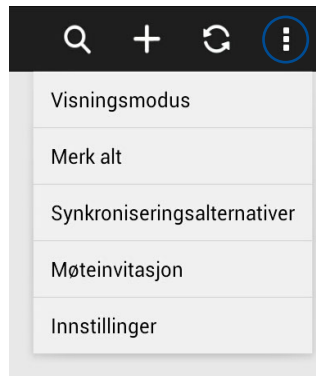 Visningsmodus
Merk alt
Synkroniseringsalternativer
Møteinvitasjon
Innstillinger